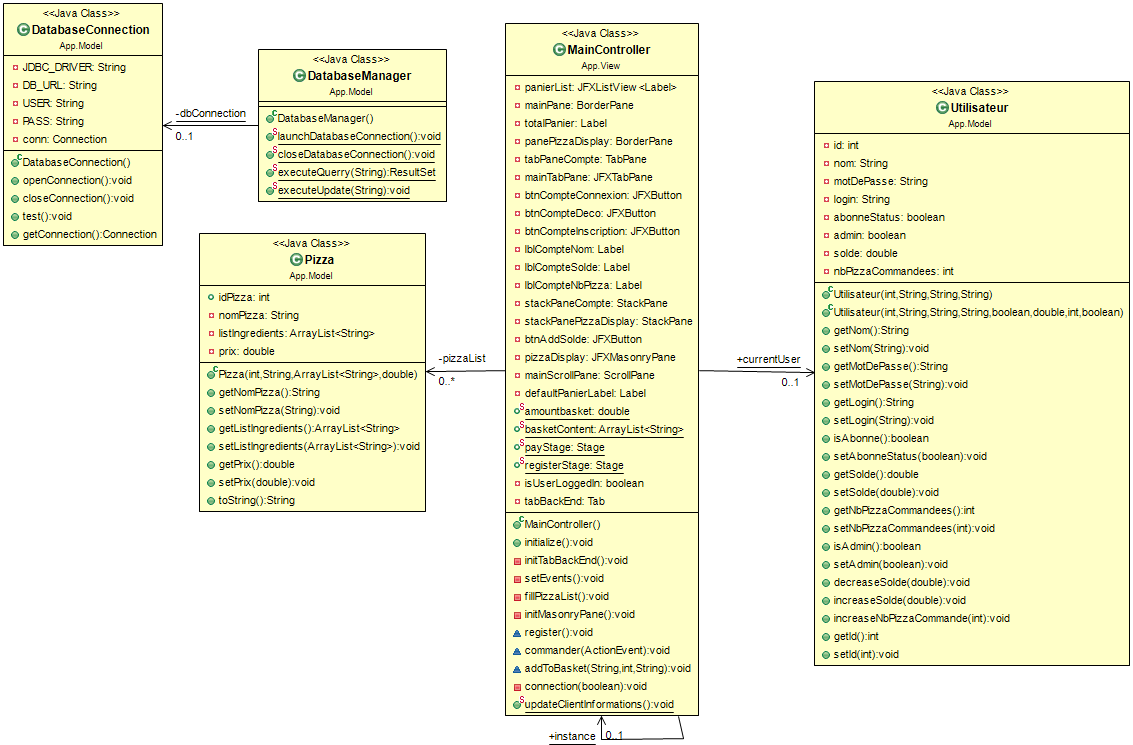 <<Java Class>>
DatabaseConnection
App.Model
JDBC_DRIVER: String
DB_URL: String
USER: String
PASS: String
conn: Connection
DatabaseConnection()
openConnection():void
closeConnection():void
test():void
getConnection():Connection
-dbConnection
0..1
<<Java Class>>
DatabaseManager
App.Model
DatabaseManager()
launchDatabaseConnection():void
closeDatabaseConnection():void
executeQuerry(String):ResultSet
executeUpdate(String):void
<<Java Class>>
Pizza
App.Model
idPizza: int
nomPizza: String
listIngredients: ArrayList<String>
prix: double
Pizza(int,String,ArrayList<String>,double)
getNomPizza():String
setNomPizza(String):void
getListIngredients():ArrayList<String>
setListIngredients(ArrayList<String>):void
getPrix():double
setPrix(double):void
toString():String
-pizzaList
0..*
<<Java Class>>
MainController
App.View
panierList: JFXListView <Label>
mainPane: BorderPane
totalPanier: Label
panePizzaDisplay: BorderPane
tabPaneCompte: TabPane
mainTabPane: JFXTabPane
btnCompteConnexion: JFXButton
btnCompteDeco: JFXButton
btnCompteInscription: JFXButton
lblCompteNom: Label
lblCompteSolde: Label
lblCompteNbPizza: Label
stackPaneCompte: StackPane
stackPanePizzaDisplay: StackPane
btnAddSolde: JFXButton
pizzaDisplay: JFXMasonryPane
mainScrollPane: ScrollPane
defaultPanierLabel: Label
amountbasket: double
basketContent: ArrayList<String>
payStage: Stage
registerStage: Stage
isUserLoggedIn: boolean
tabBackEnd: Tab
MainController()
initialize():void
initTabBackEnd():void
setEvents():void
fillPizzaList():void
initMasonryPane():void
register():void
commander(ActionEvent):void
addToBasket(String,int,String):void
connection(boolean):void
updateClientInformations():void
+instance
0..1
+currentUser
0..1
<<Java Class>>
Utilisateur
App.Model
id: int
nom: String
motDePasse: String
login: String
abonneStatus: boolean
admin: boolean
solde: double
nbPizzaCommandees: int
Utilisateur(int,String,String,String)
Utilisateur(int,String,String,String,boolean,double,int,boolean)
getNom():String
setNom(String):void
getMotDePasse():String
setMotDePasse(String):void
getLogin():String
setLogin(String):void
isAbonne():boolean
setAbonneStatus(boolean):void
getSolde():double
setSolde(double):void
getNbPizzaCommandees():int
setNbPizzaCommandees(int):void
isAdmin():boolean
setAdmin(boolean):void
decreaseSolde(double):void
increaseSolde(double):void
increaseNbPizzaCommande(int):void
getId():int
setId(int):void